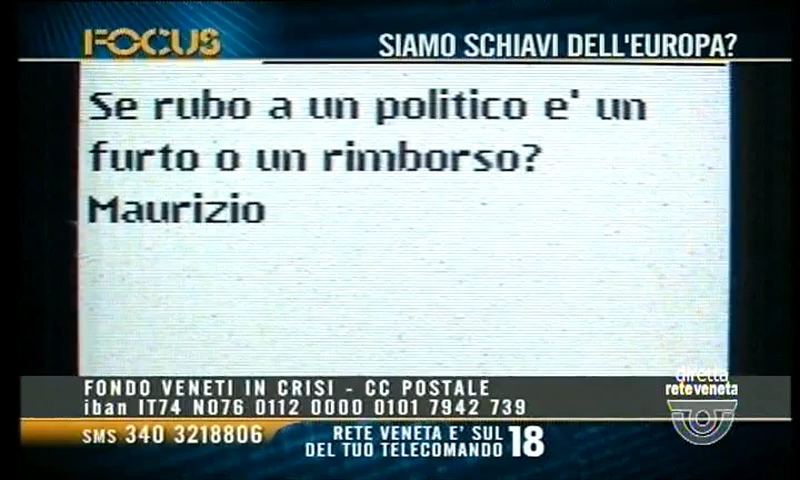 FOCUS
SIAMO SCHIAVI DELL'EUROPA?
Se rubo a un politico e' un
furto o un rimborso?
Maurizio
FONDO VENETI IN CRISI - CC POSTALE
iban IT74 N076 0112 0000 0101 7942 739
diretta
reteveneta
SMS 340 3218806
RETE VENETA E' SUL
DEL TUO TELECOMANDO 18